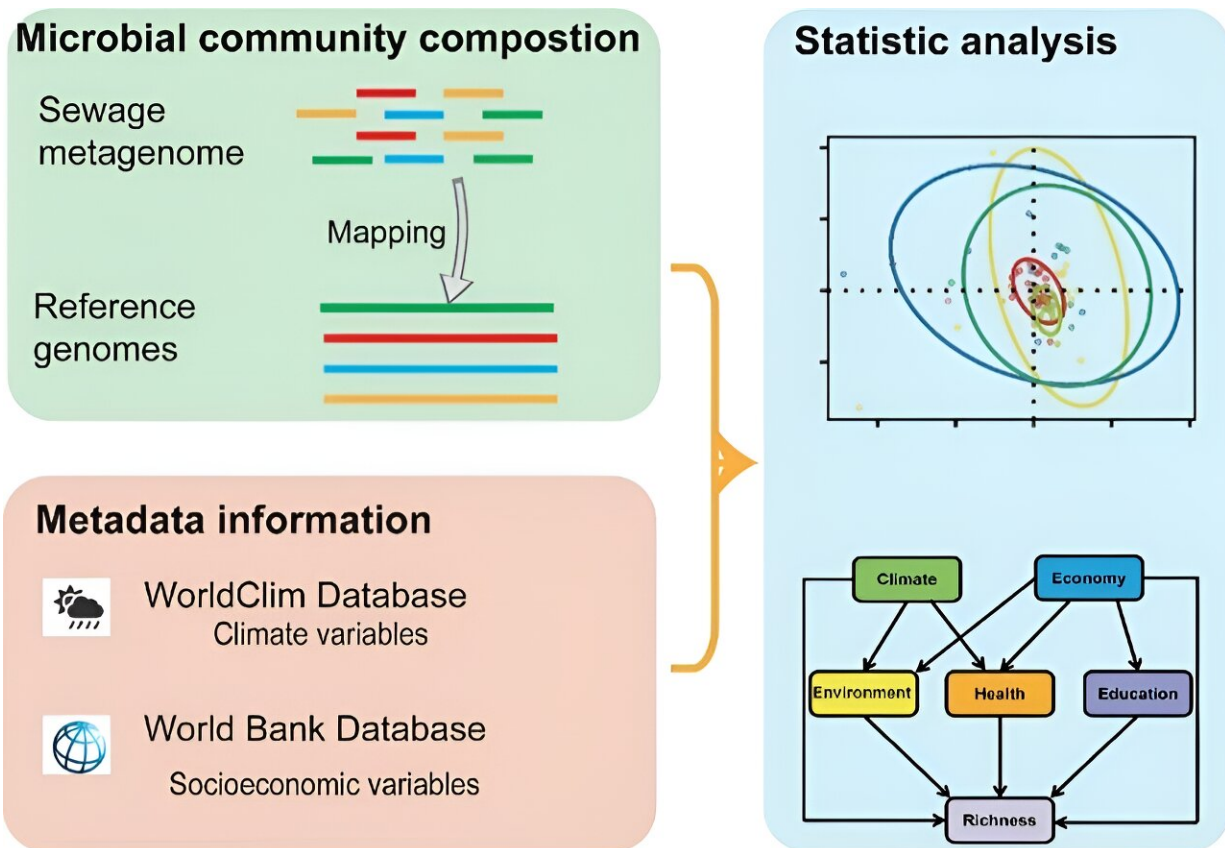 Microbial community compostion
Sewage
metagenome
Mapping
Reference
genomes
Metadata information
WorldClim Database
Climate variables
World Bank Database
Socioeconomic variables
Statistic analysis
Climate
Economy
Environment
Health
Education
Richness